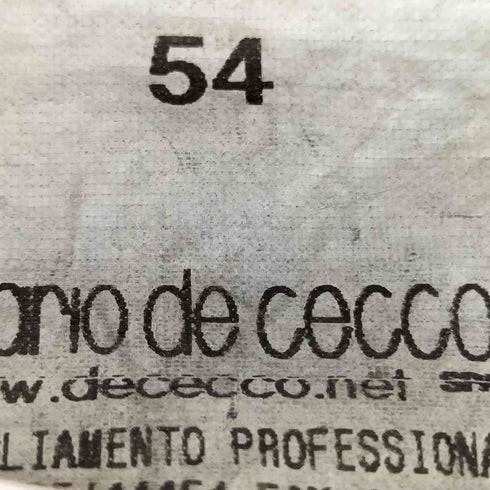 54
ario de cecco
w.dececco.net
LIAMENTO PROFESSIONA